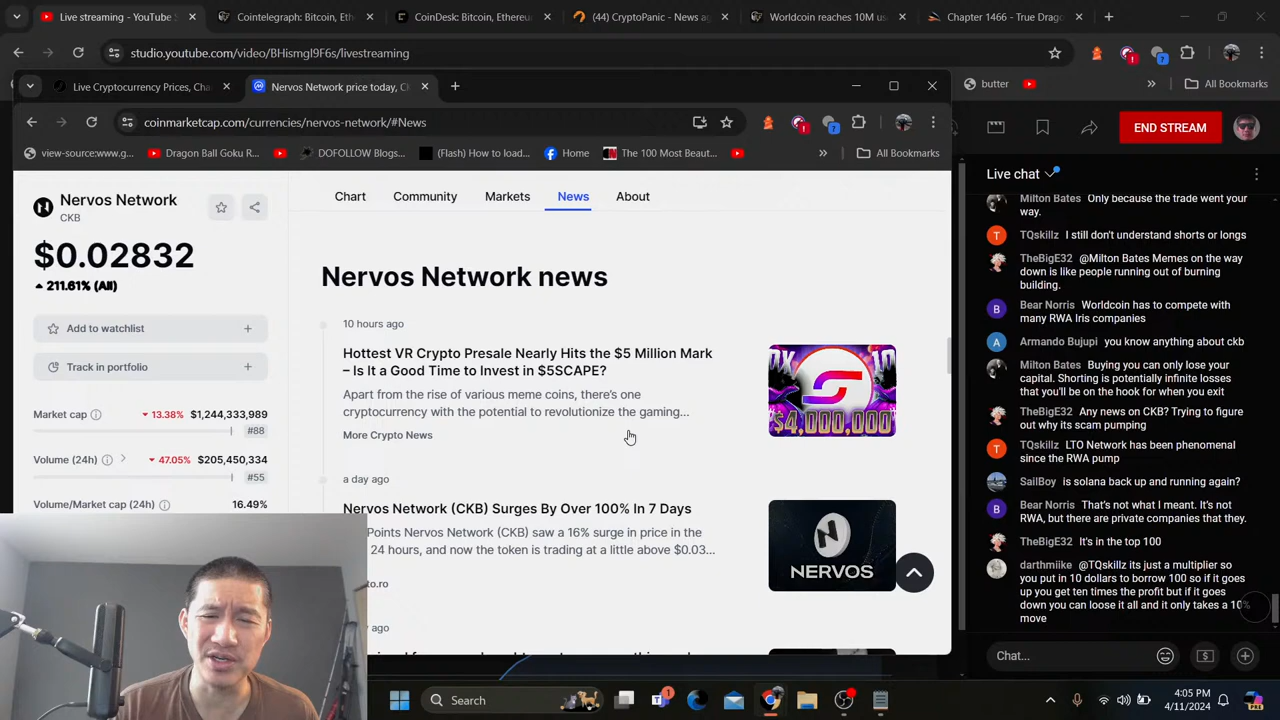 Live streaming - YouTube S
Cointelegraph: Bitcoin, Et
CoinDesk: Bitcoin, Ethereu
(44) CryptoPanic - News a
Worldcoin reaches 10M us
Chapter 1466 - True Drag
studio.youtube.com/video/BHismgl9F6s/livestreaming
butter
All Bookmarks
Live Cryptocurrency Prices, Cha
Nervos Network price today, C
coinmarketcap.com/currencies/nervos-network/#News
view-source:www.g...
Dragon Ball Goku R...
DOFOLLOW Blogs...
(Flash) How to load...
Home
The 100 Most Beaut...
All Bookmarks
END STREAM
Nervos Network
CKB
$0.02832
211.61% (All)
Add to watchlist
Track in portfolio
Market cap
13.38% $1,244,333,989
#88
Volume (24h)
47.05% $205,450,334
#55
Volume/Market cap (24h)
16.49%
Chart
Community
Markets
News
About
Nervos Network news
10 hours ago
Hottest VR Crypto Presale Nearly Hits the $5 Million Mark
– Is It a Good Time to Invest in $5SCAPE?
Apart from the rise of various meme coins, there's one
cryptocurrency with the potential to revolutionize the gaming...
More Crypto News
$4,000,000
a day ago
Nervos Network (CKB) Surges By Over 100% In 7 Days
Points Nervos Network (CKB) saw a 16% surge in price in the
24 hours, and now the token is trading at a little above $0.03...
NERVOS
Live chat
Milton Bates Only because the trade went your
way.
TQskillz I still don't understand shorts or longs
TheBigE32 @Milton Bates Memes on the way
down is like people running out of burning
building.
Bear Norris Worldcoin has to compete with
many RWA Iris companies
Armando Bujupi you know anything about ckb
Milton Bates Buying you can only lose your
capital. Shorting is potentially infinite losses
that you'll be on the hook for when you exit
TheBigE32 Any news on CKB? Trying to figure
out why its scam pumping
TQskillz LTO Network has been phenomenal
since the RWA pump
SailBoy is solana back up and running again?
Bear Norris That's not what I meant. It's not
RWA, but there are private companies that they.
TheBigE32 It's in the top 100
darthmiike @TQskillz its just a multiplier so
you put in 10 dollars to borrow 100 so if it goes
up you get ten times the profit but if it goes
down you can loose it all and it only takes a 10%
move
Chat...
Search
4:05 PM
4/11/2024